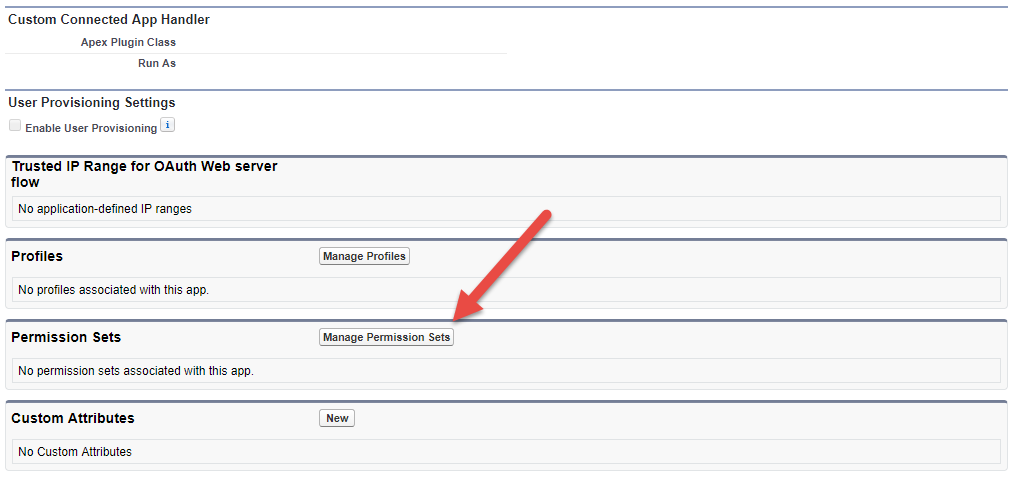 Custom Connected App Handler
Apex Plugin Class
Run As
User Provisioning Settings
Enable User Provisioning i
Trusted IP Range for OAuth Web server
flow
No application-defined IP ranges
Profiles Manage Profiles
No profiles associated with this app.
Permission Sets Manage Permission Sets
No permission sets associated with this app.
Custom Attributes New
No Custom Attributes